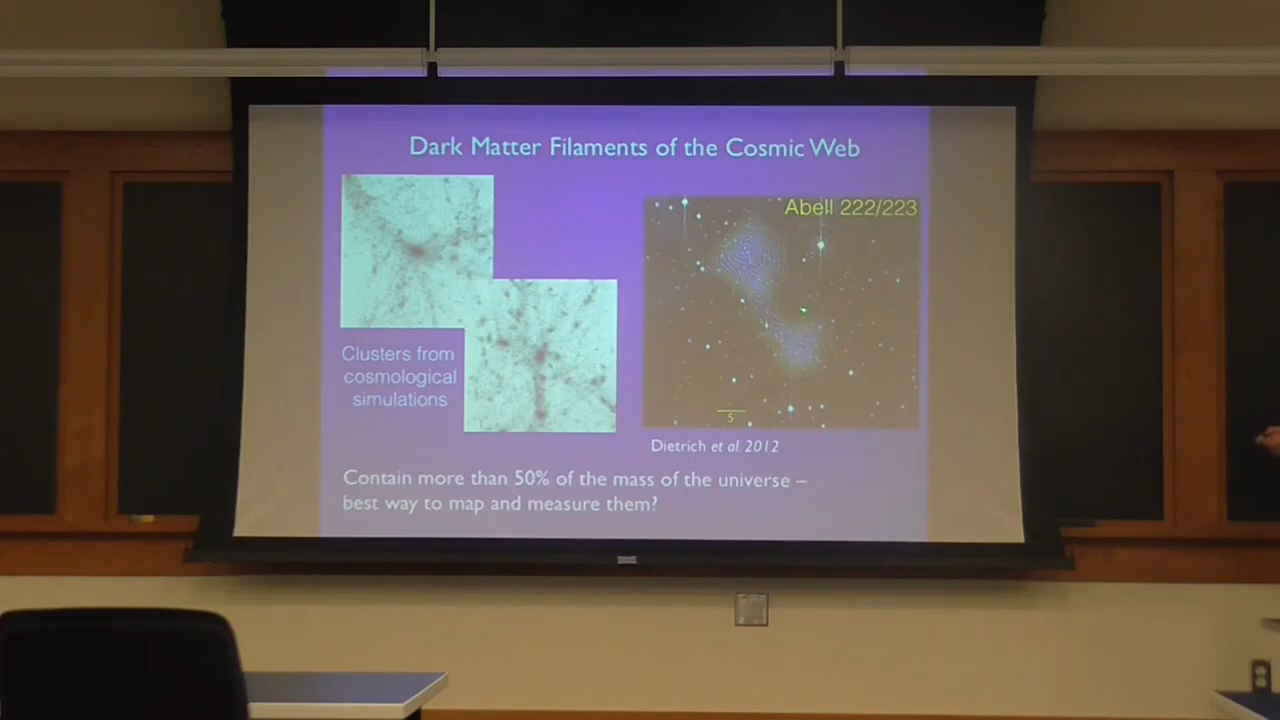 Dark Matter Filaments of the Cosmic Web
Abell 222/223
Clusters from
cosmological
simulations
5'
Dietrich et al. 2012
Contain more than 50% of the mass of the universe –
best way to map and measure them?